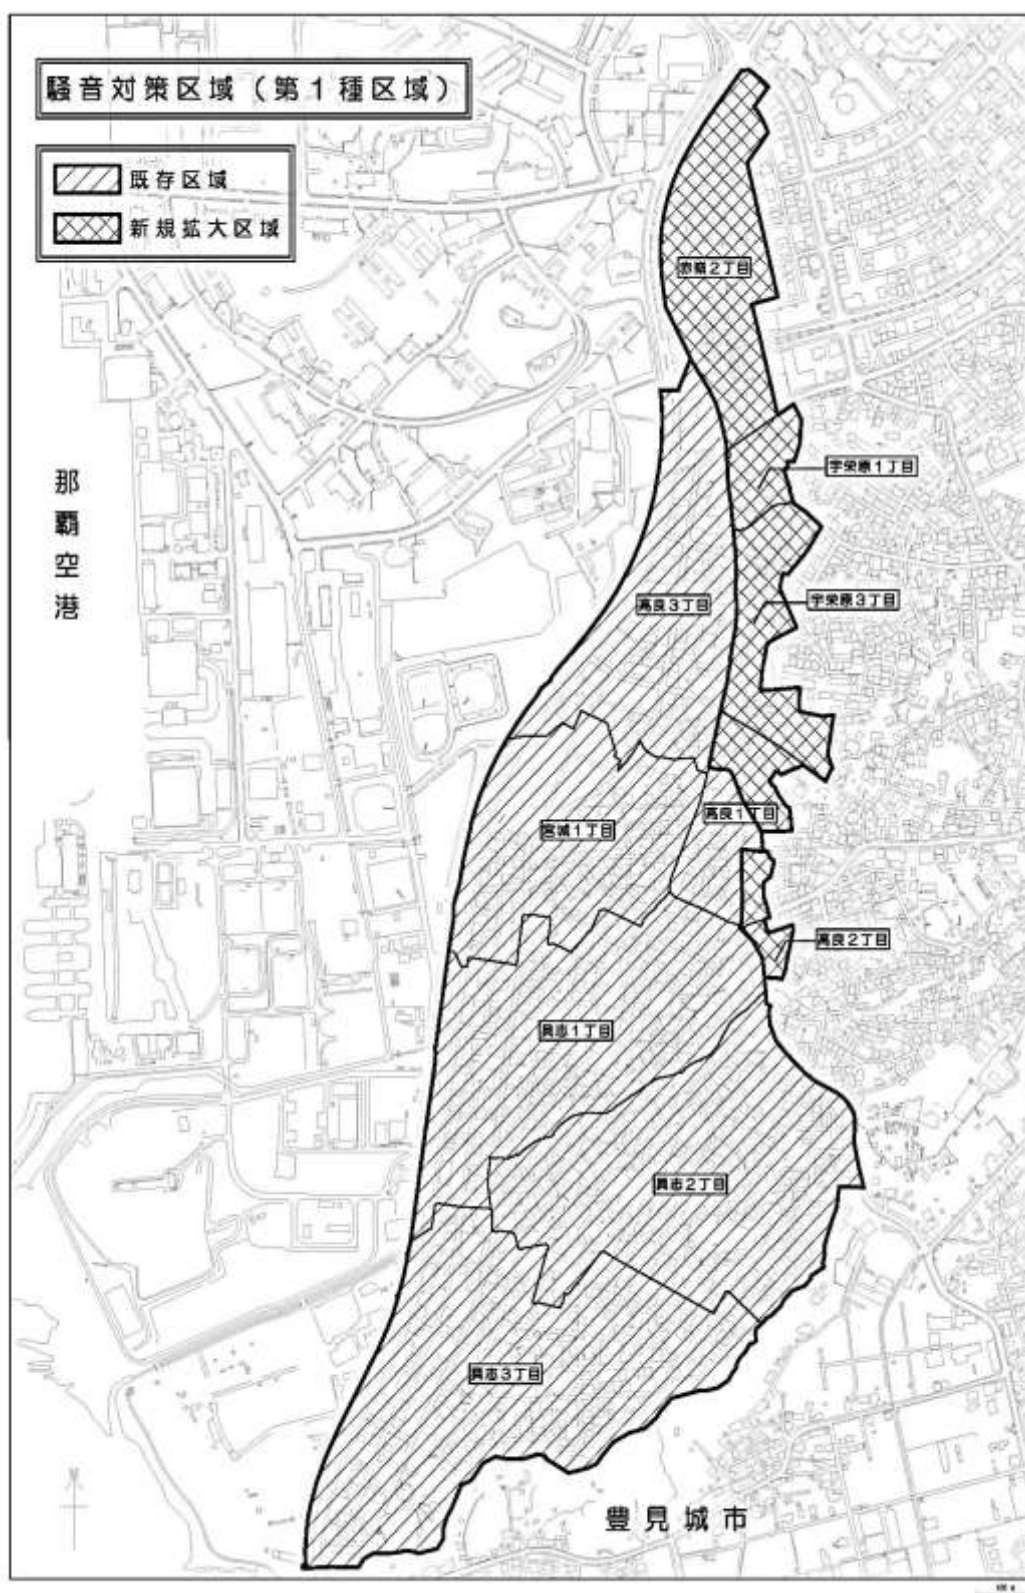 騒音対策区域（第１種区域）
既存区域
新規拡大区域
赤嶺２丁目
宇栄原１丁目
那覇空港
高良３丁目
宇栄原３丁目
高良１丁目
宮城１丁目
高良２丁目
具志１丁目
具志２丁目
具志３丁目
豊見城市
N